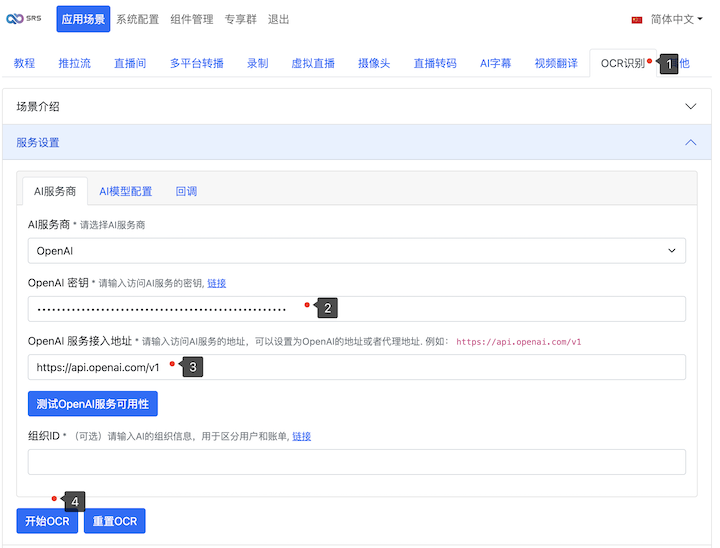 SRS 应用场景 系统配置 组件管理 专享群 退出 简体中文
教程 推拉流 直播间 多平台转播 录制 虚拟直播 摄像头 直播转码 AI字幕 视频翻译 OCR识别 1 他
场景介绍
服务设置
AI服务商 AI模型配置 回调
AI服务商 * 请选择AI服务商
OpenAI
OpenAI 密钥 * 请输入访问AI服务的密钥, 链接
2
OpenAI 服务接入地址 * 请输入访问AI服务的地址，可以设置为OpenAI的地址或者代理地址. 例如： https://api.openai.com/v1
https://api.openai.com/v1 3
测试OpenAI服务可用性
组织ID * （可选）请输入AI的组织信息，用于区分用户和账单, 链接
4
开始OCR 重置OCR